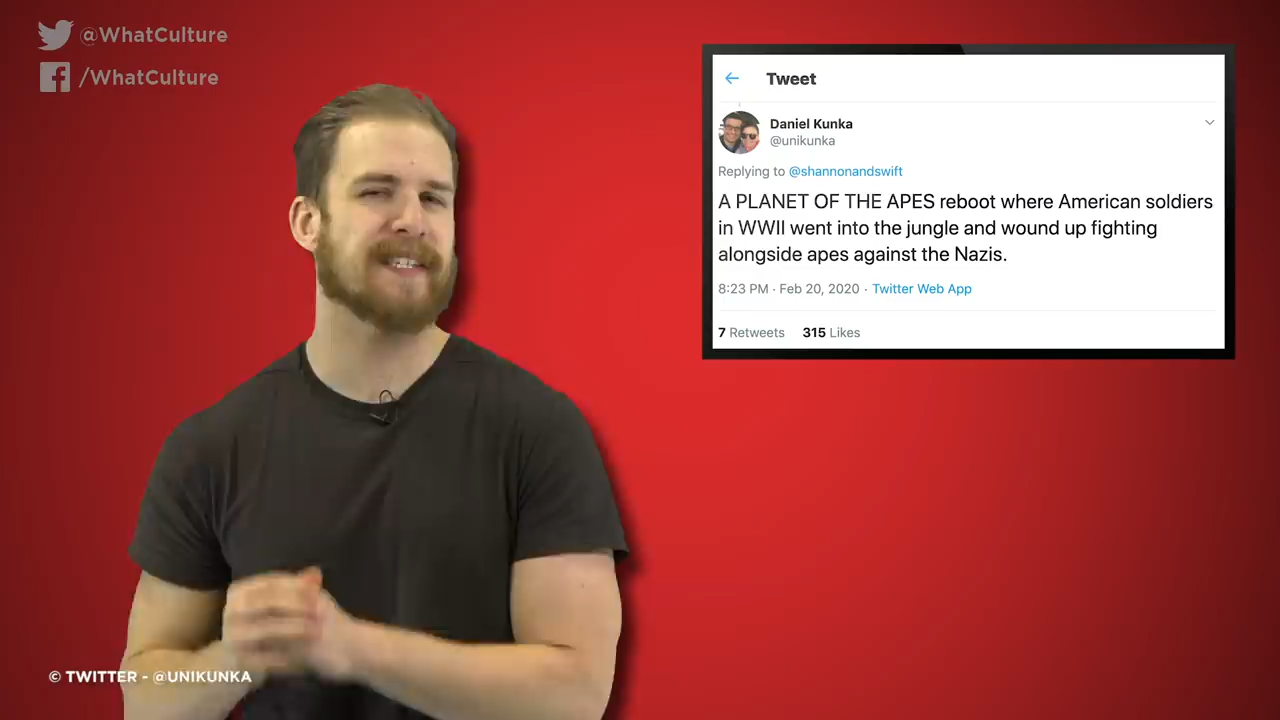 @WhatCulture
/WhatCulture
Tweet
Daniel Kunka
@unikunka
Replying to @shannonandswift
A PLANET OF THE APES reboot where American soldiers
in WWII went into the jungle and wound up fighting
alongside apes against the Nazis.
8:23 PM · Feb 20, 2020 · Twitter Web App
7 Retweets 315 Likes
© TWITTER - @UNIKUNKA